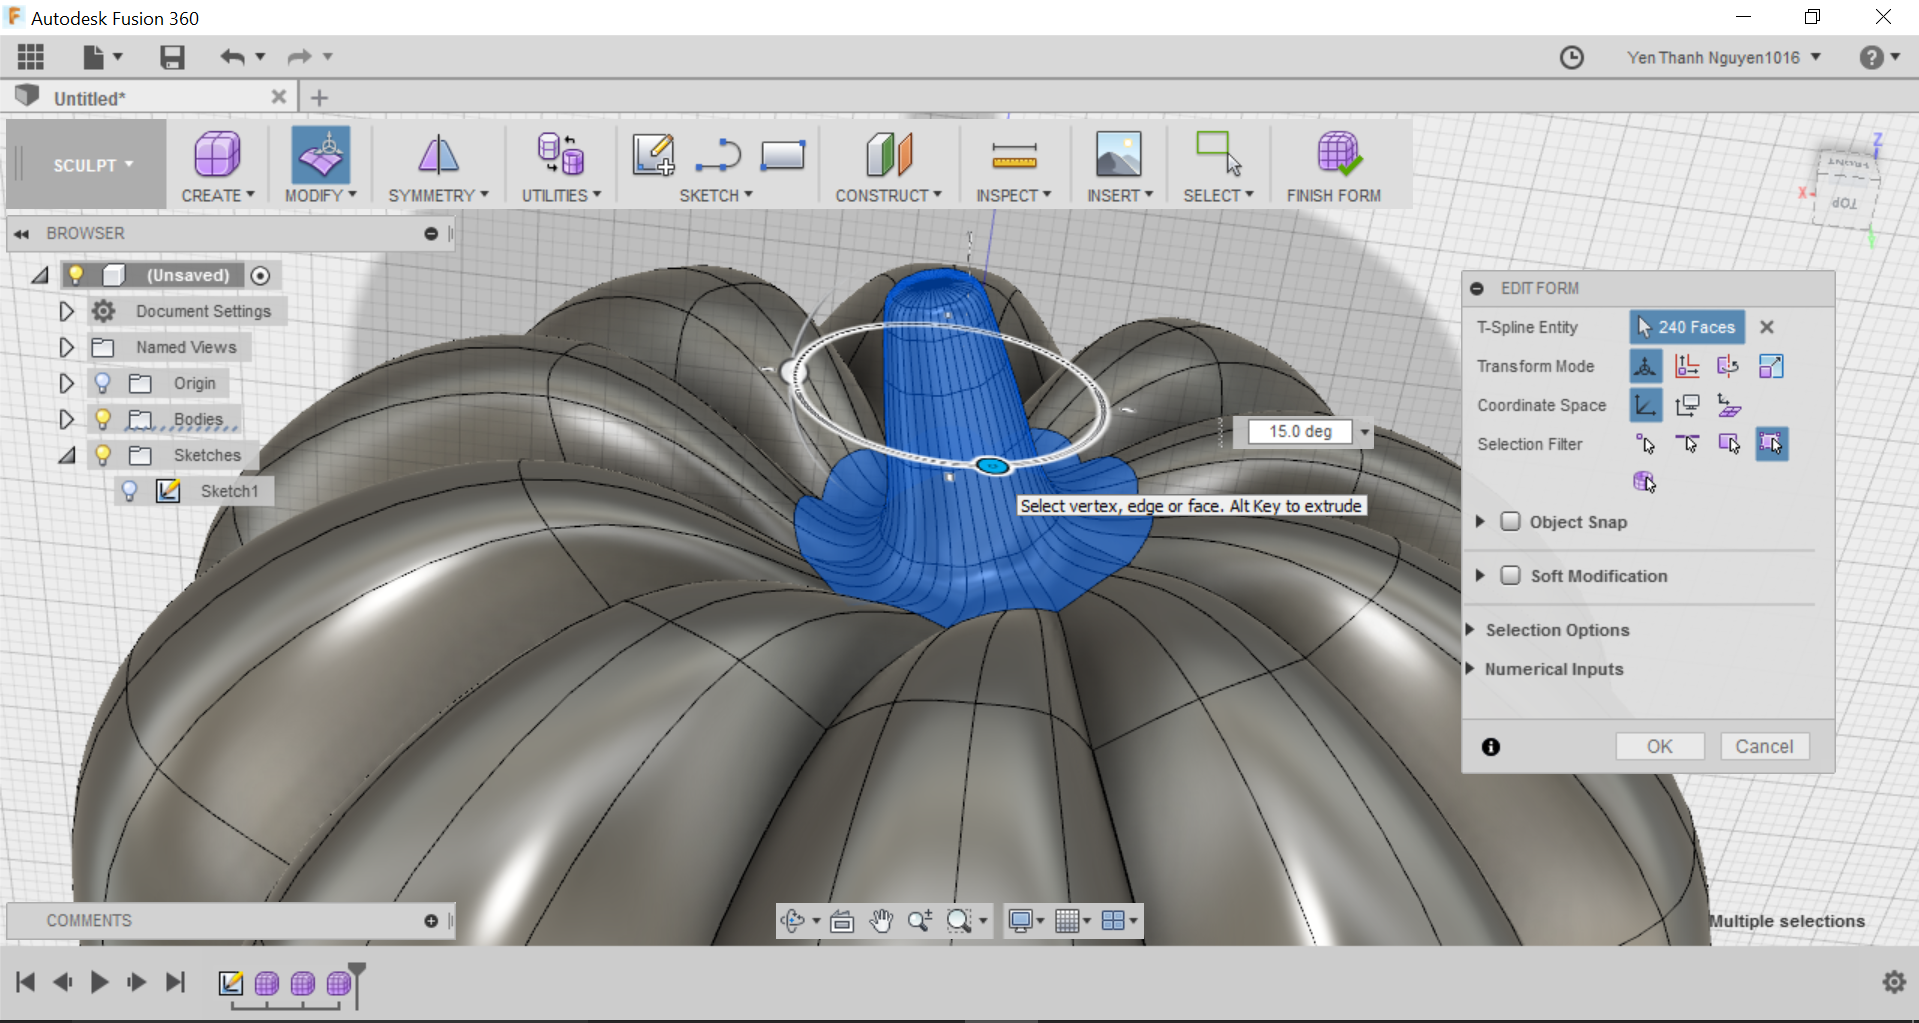 Autodesk Fusion 360
Yen Thanh Nguyen1016
Untitled*
SCULPT
CREATE
MODIFY
SYMMETRY
UTILITIES
SKETCH
CONSTRUCT
INSPECT
INSERT
SELECT
FINISH FORM
Z
FRONT
X
TOP
BROWSER
(Unsaved)
Document Settings
Named Views
Origin
Bodies
Sketches
Sketch1
15.0 deg
Select vertex, edge or face. Alt Key to extrude
EDIT FORM
T-Spline Entity
240 Faces
Transform Mode
Coordinate Space
Selection Filter
Object Snap
Soft Modification
Selection Options
Numerical Inputs
OK
Cancel
COMMENTS
Multiple selections